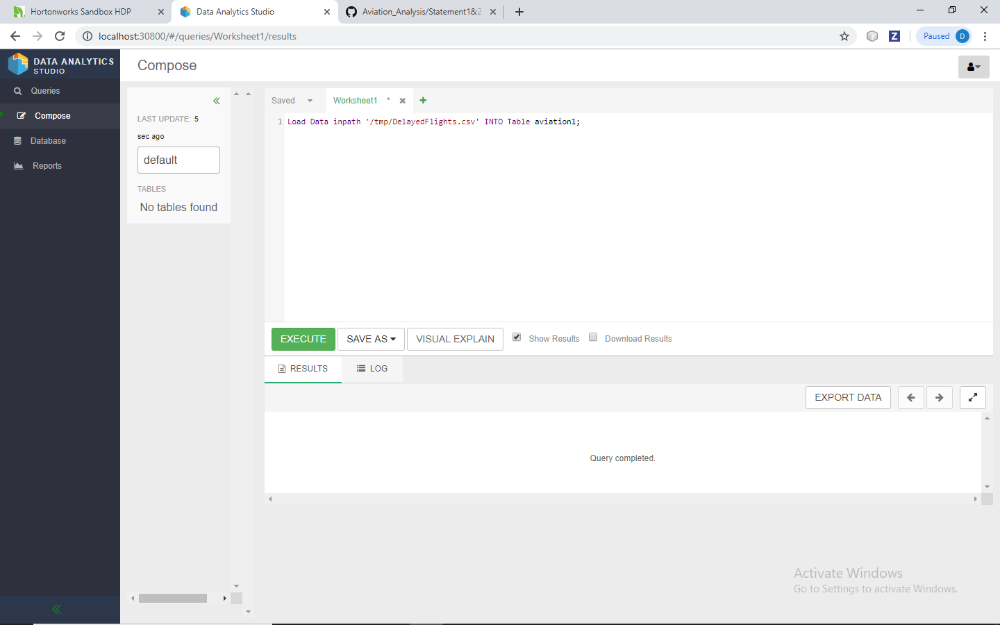 Hortonworks Sandbox HDP
Data Analytics Studio
Aviation_Analysis/Statement1&2
localhost:30800/#/queries/Worksheet1/results
Z
Paused
D
DATA ANALYTICS
STUDIO
Compose
Queries
Compose
Database
Reports
LAST UPDATE: 5
sec ago
default
TABLES
No tables found
Saved
Worksheet1 *
1 Load Data inpath '/tmp/DelayedFlights.csv' INTO Table aviation1;
EXECUTE
SAVE AS
VISUAL EXPLAIN
Show Results
Download Results
RESULTS
LOG
EXPORT DATA
Query completed.
Activate Windows
Go to Settings to activate Windows.